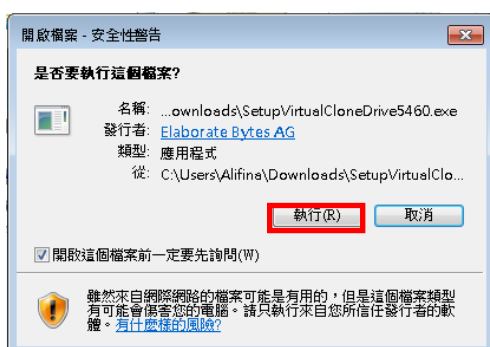 開啟檔案 - 安全性警告
是否要執行這個檔案?
名稱: ...ownloads\SetupVirtualCloneDrive5460.exe
發行者: Elaborate Bytes AG
類型: 應用程式
從: C:\Users\Alifina\Downloads\SetupVirtualClo...
執行(R) 取消
開啟這個檔案前一定要先詢問(W)
雖然來自網際網路的檔案可能是有用的，但是這個檔案類型
有可能會傷害您的電腦。請只執行來自您所信任發行者的軟
體。有什麼樣的風險?